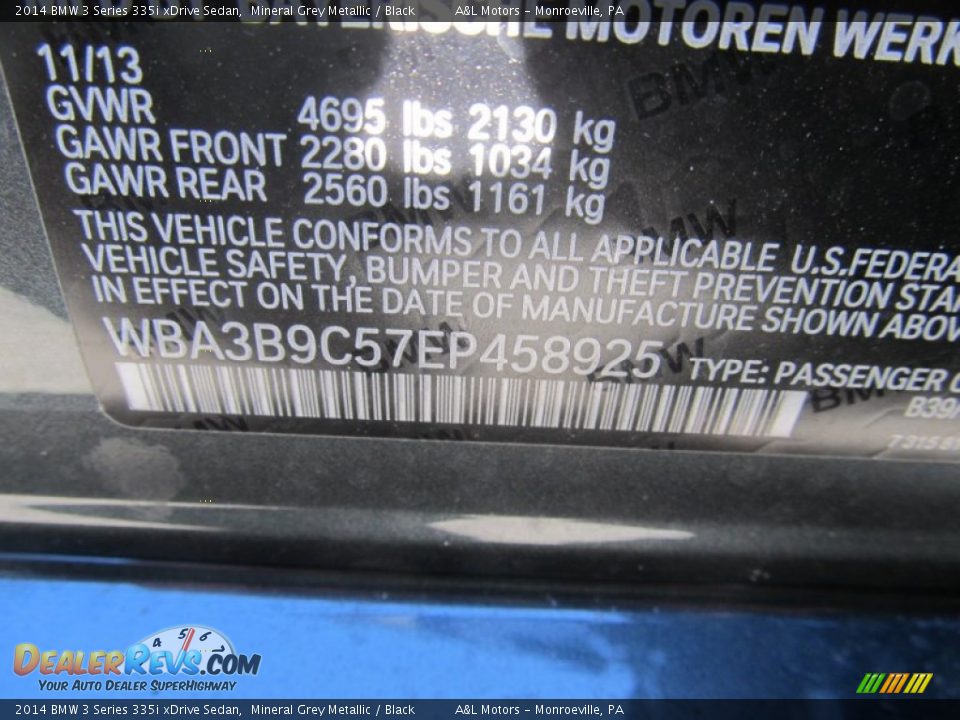 2014 BMW 3 Series 335i xDrive Sedan, Mineral Grey Metallic / Black A&L Motors - Monroeville, PA
MOTOREN WERK
11/13
GVWR 4695 lbs 2130 kg
GAWR FRONT 2280 lbs 1034 kg
GAWR REAR 2560 lbs 1161 kg
THIS VEHICLE CONFORMS TO ALL APPLICABLE U.S.FEDERA
VEHICLE SAFETY, BUMPER AND THEFT PREVENTION STA
IN EFFECT ON THE DATE OF MANUFACTURE SHOWN ABOV
WBA3B9C57EP458925 TYPE: PASSENGER
B39/
4 5 6
DealerRevs.com
Your Auto Dealer SuperHighway
2014 BMW 3 Series 335i xDrive Sedan, Mineral Grey Metallic / Black A&L Motors - Monroeville, PA